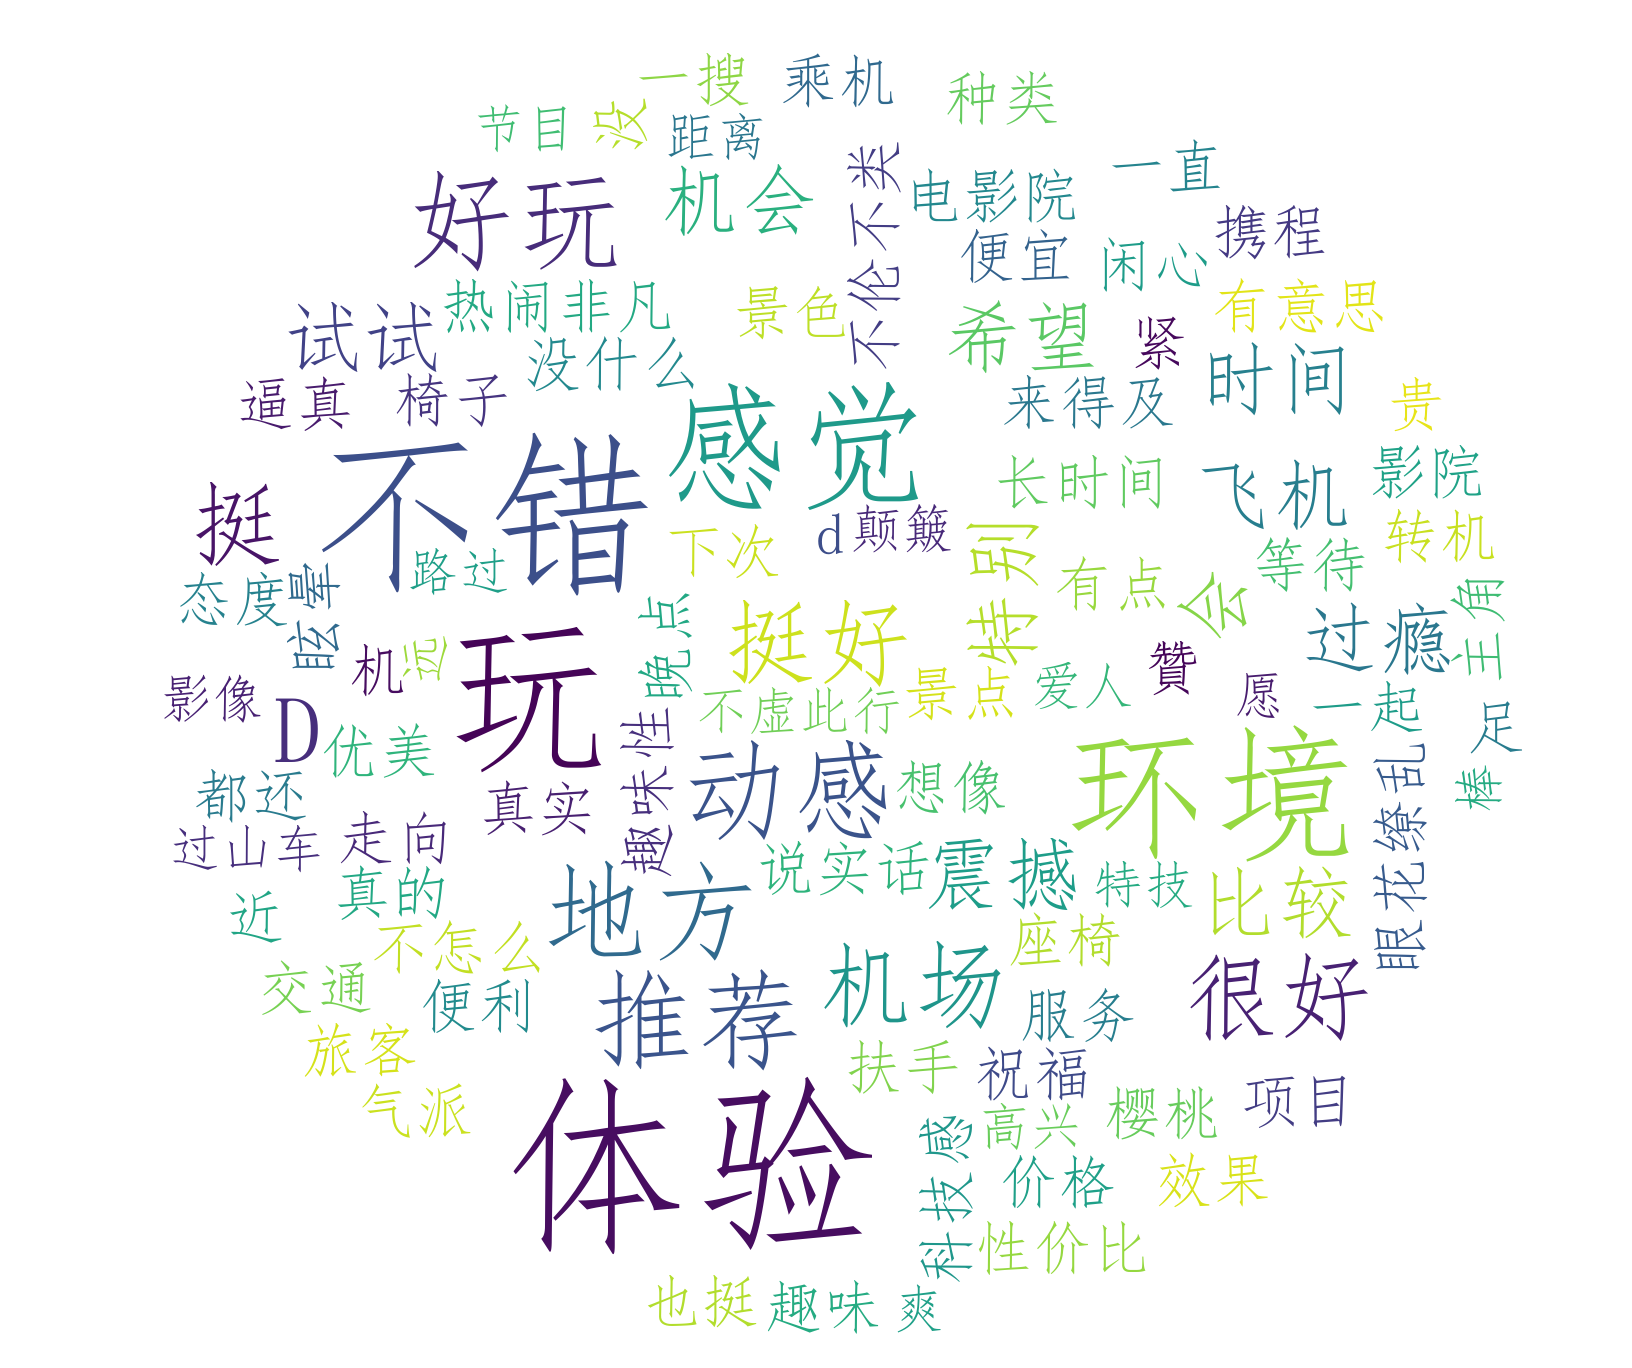 一搜
乘机
种类
节目
没
距离
一直
好玩
机会
不伦不类
电影院
携程
便宜
闲心
试试
热闹非凡
景色
希望
紧
有意思
没什么
时间
逼真
椅子
感觉
来得及
贵
不错
长时间
飞机
影院
挺
下次
d
颠簸
特别
转机
态度
眩晕
路过
晚点
挺好
有点
会
等待
过瘾
主角
影像
机
远
玩
不虚此行
景点
爱人
贊
愿
一起
足
D
优美
趣味性
动感
想像
环境
眼花缭乱
棒
都还
真实
过山车
走向
地方
说实话
震撼
特技
比较
近
真的
不怎么
机场
座椅
很好
交通
便利
推荐
服务
旅客
扶手
祝福
项目
气派
体验
科技感
高兴
樱桃
价格
效果
性价比
也挺
趣味
爽